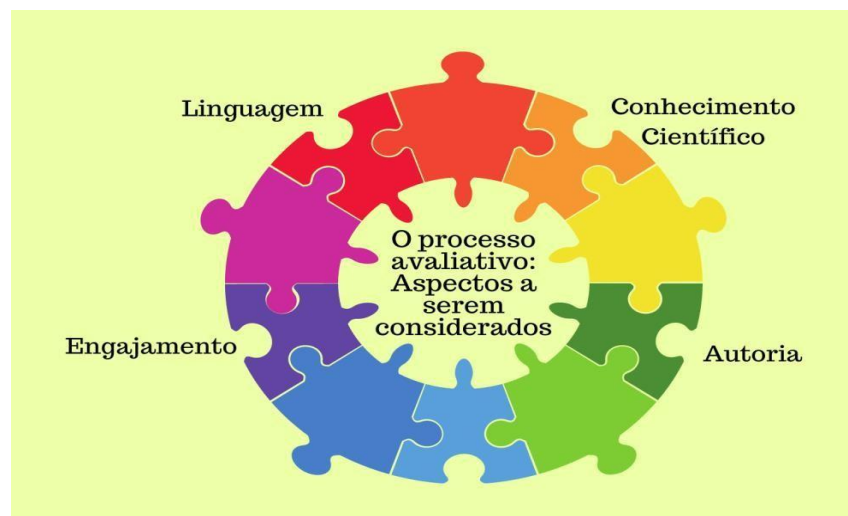 Linguagem
Conhecimento
Científico
O processo
avaliativo:
Aspectos a
serem
considerados
Engajamento
Autoria